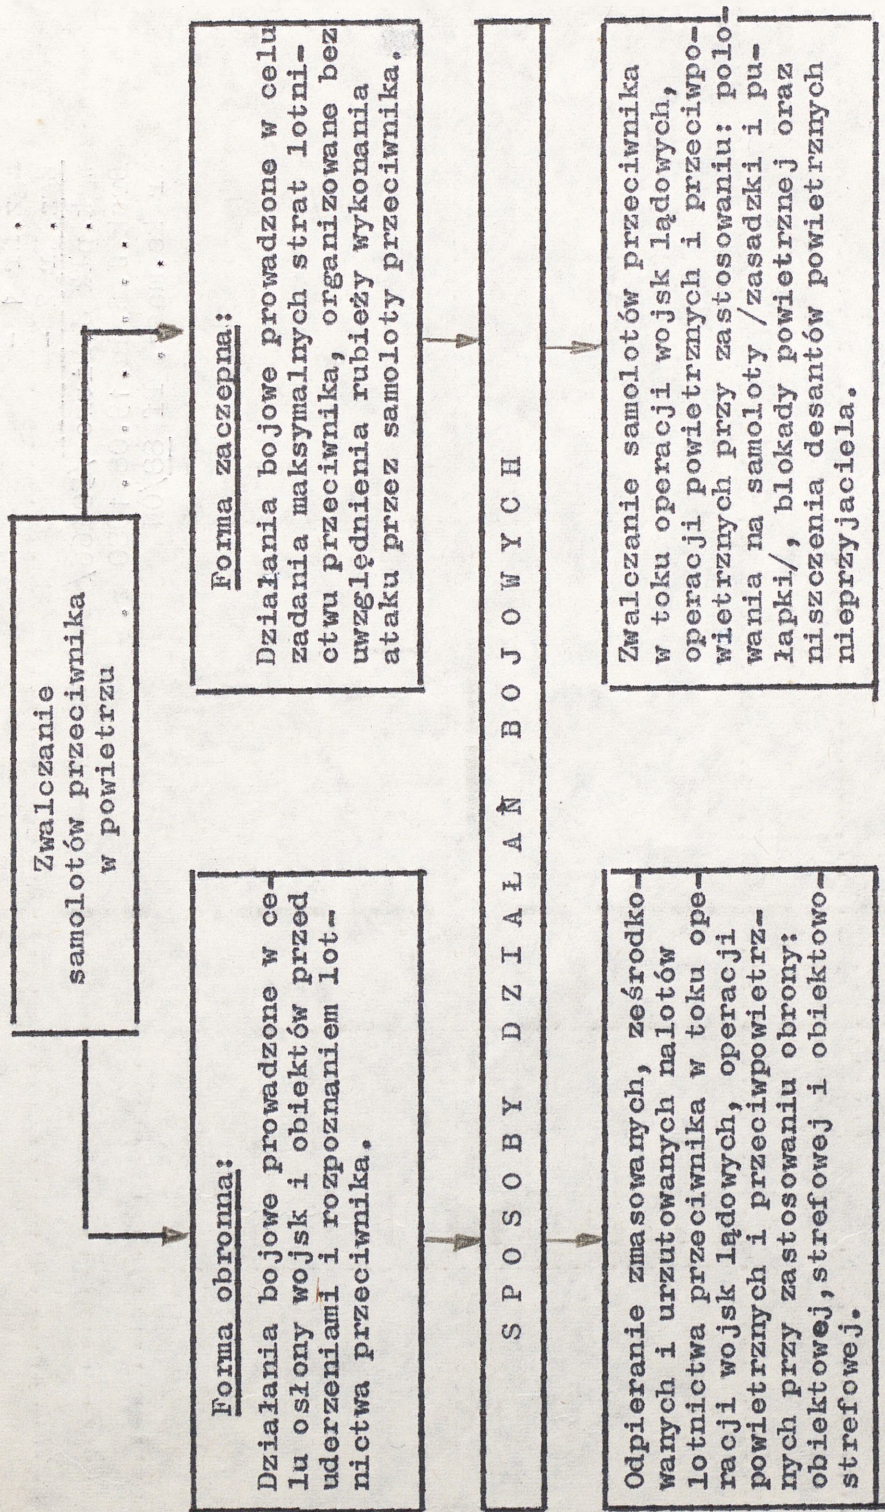 Zwalczanie
samolotów przeciwnika
w powietrzu
Forma obronna:
Działania bojowe prowadzone w ce-
lu osłony wojsk i obiektów przed
uderzeniami i rozpoznaniem lot-
nictwa przeciwnika.
Forma zaczepna:
Działania bojowe prowadzone w celu
zadania maksymalnych strat lotni-
ctwu przeciwnika, organizowane bez
uwzględnienia rubieży wykonania
ataku przez samoloty przeciwnika.
SPOSOBY DZIAŁAŃ BOJOWYCH
Odpieranie zmasowanych, ześrodko-
wanych i urzutowanych nalotów
lotnictwa przeciwnika w toku ope-
racji wojsk lądowych, operacji
powietrznych i przeciwpowietrz-
nych przy zastosowaniu obrony:
obiektowej,strefowej i obiektowo-
strefowej.
Zwalczanie samolotów przeciwnika
w toku operacji wojsk lądowych,
operacji powietrznych i przeciwpo-
wietrznych przy zastosowaniu: polo-
wania na samoloty /zasadzki i pu-
łapki/, blokady powietrznej oraz
niszczenia desantów powietrznych
nieprzyjaciela.